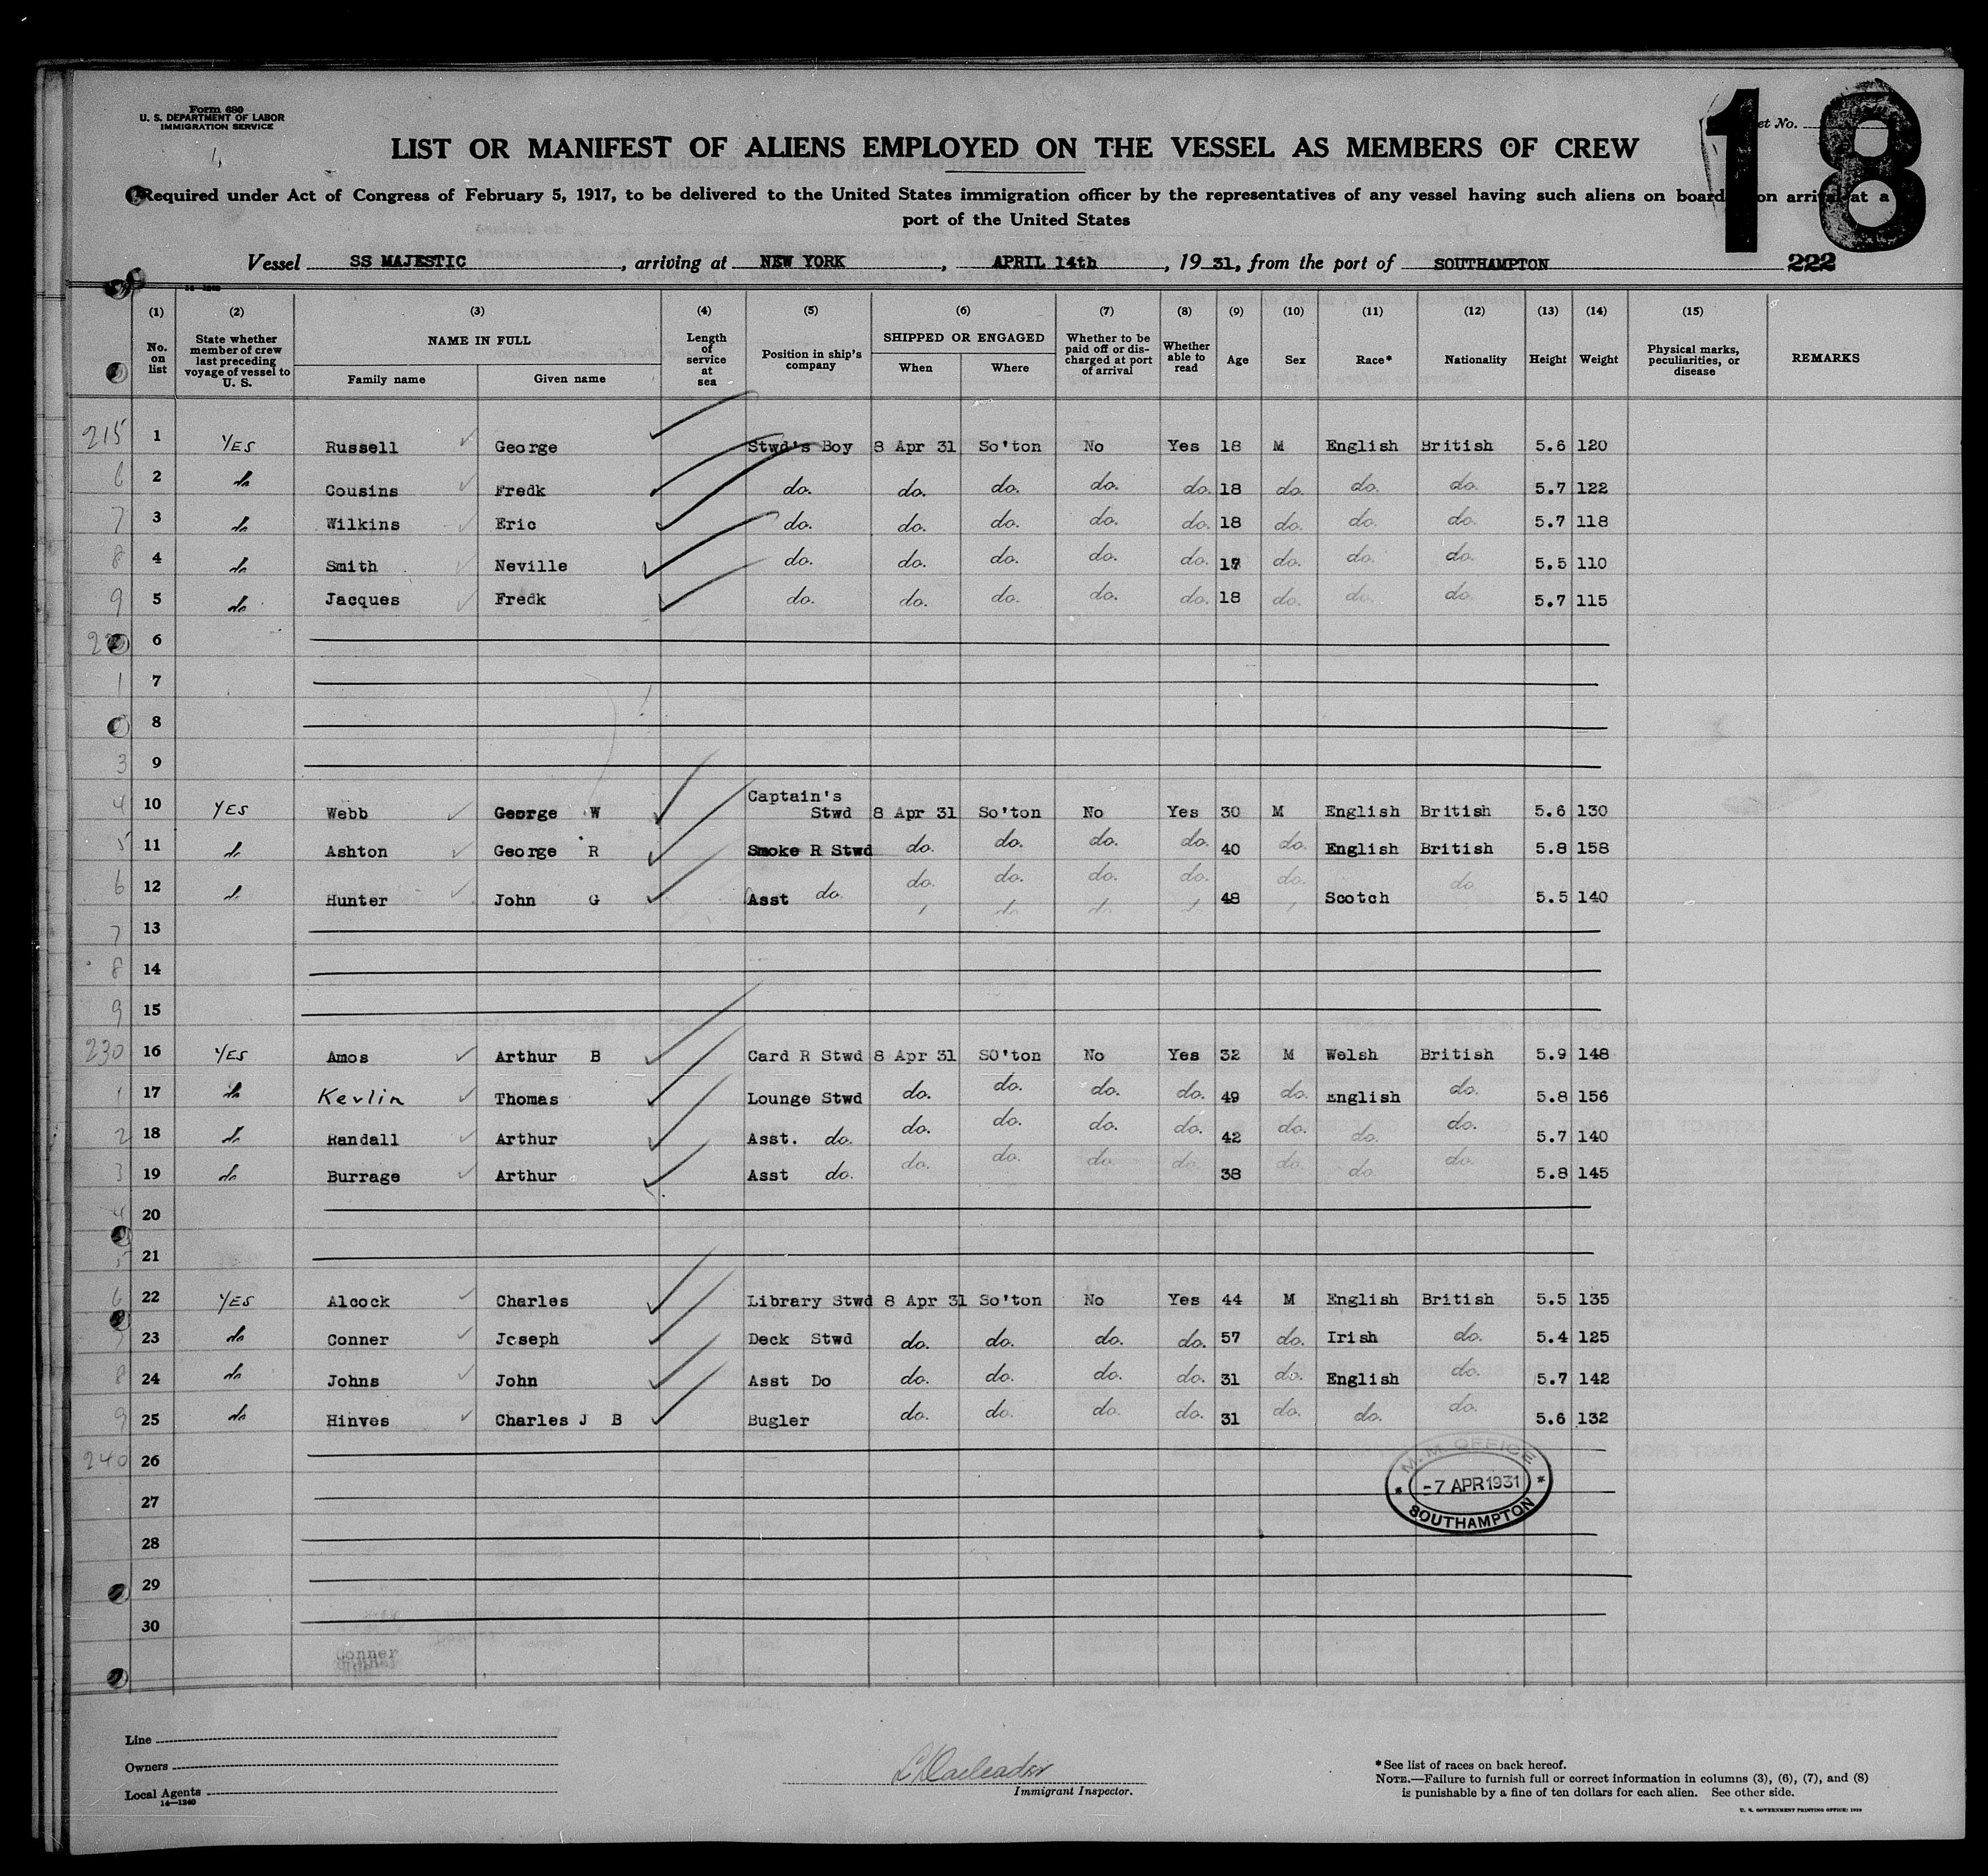 Form 680
U. S. DEPARTMENT OF LABOR
IMMIGRATION SERVICE
18
LIST OR MANIFEST OF ALIENS EMPLOYED ON THE VESSEL AS MEMBERS OF CREW
Required under Act of Congress of February 5, 1917, to be delivered to the United States immigration officer by the representatives of any vessel having such aliens on board on arrival at a
port of the United States
Vessel SS MAJESTIC, arriving at NEW YORK, APRIL 14th, 1931, from the port of SOUTHAMPTON 222
(1) (2) (3) (4) (5) (6) (7) (8) (9) (10) (11) (12) (13) (14) (15)
No. on list
State whether member of crew last preceding voyage of vessel to U. S.
NAME IN FULL
Family name Given name
Length of service at sea
Position in ship's company
SHIPPED OR ENGAGED
When Where
Whether to be paid off or discharged at port of arrival
Whether able to read
Age Sex Race* Nationality Height Weight
Physical marks, peculiarities, or disease
REMARKS
215 1 YES Russell George Stwd's Boy 8 Apr 31 So'ton No Yes 18 M English British 5.6 120
6 2 do Cousins Fredk do. do. do. do. do. 18 do. do. do. 5.7 122
7 3 do Wilkins Eric do. do. do. do. do. 18 do. do. do. 5.7 118
8 4 do Smith Neville do. do. do. do. do. 17 do. do. do. 5.5 110
9 5 do Jacques Fredk do. do. do. do. do. 18 do. do. do. 5.7 115
6
1 7
8
3 9
4 10 YES Webb George W Captain's Stwd 8 Apr 31 So'ton No Yes 30 M English British 5.6 130
5 11 do Ashton George R Smoke R Stwd do. do. do. do. 40 do. English British 5.8 158
6 12 do Hunter John G Asst do. do. do. do. do. 48 do. Scotch do 5.5 140
7 13
8 14
9 15
230 16 YES Amos Arthur B Card R Stwd 8 Apr 31 SO'ton No Yes 32 M Welsh British 5.9 148
1 17 do Kevlin Thomas Lounge Stwd do. do. do. do. 49 do. English do. 5.8 156
2 18 do Randall Arthur Asst. do. do. do. do. do. 42 do. do. do. 5.7 140
3 19 do Burrage Arthur Asst do. do. do. do. do. 38 do. do. do. 5.8 145
4 20
5 21
6 22 YES Alcock Charles Library Stwd 8 Apr 31 So'ton No Yes 44 M English British 5.5 135
23 do Conner Joseph Deck Stwd do. do. do. do. 57 do. Irish do. 5.4 125
8 24 do Johns John Asst Do do. do. do. do. 31 do. English do. 5.7 142
9 25 do Hinves Charles J B Bugler do. do. do. do. 31 do. do. do. 5.6 132
240 26
27
28
29
30
M. M. OFFICE
-7 APR 1931
SOUTHAMPTON
Conner
Line
Owners
Local Agents
14—1240
Immigrant Inspector.
*See list of races on back hereof.
NOTE.—Failure to furnish full or correct information in columns (3), (6), (7), and (8)
is punishable by a fine of ten dollars for each alien. See other side.